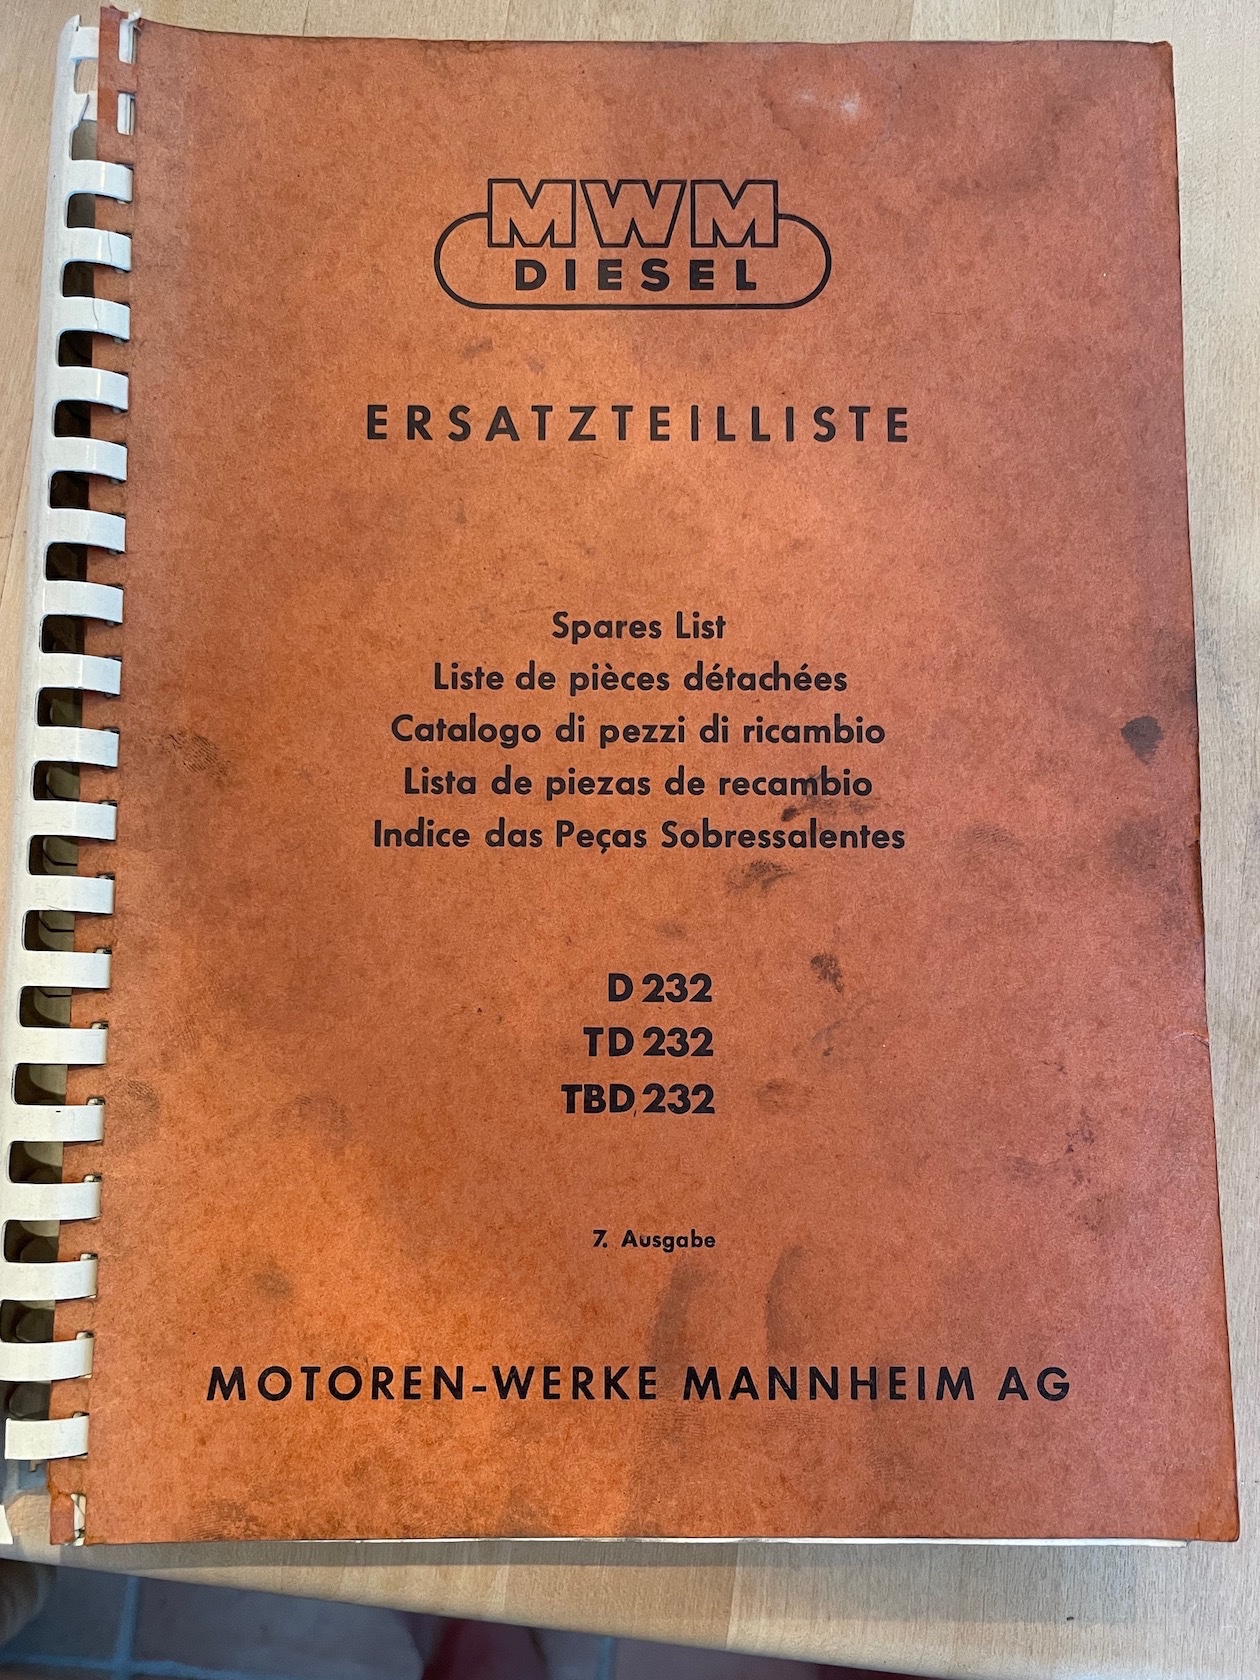 MWM
DIESEL
ERSATZTEILLISTE
Spares List
Liste de pièces détachées
Catalogo di pezzi di ricambio
Lista de piezas de recambio
Indice das Peças Sobressalentes
D 232
TD 232
TBD 232
7. Ausgabe
MOTOREN-WERKE MANNHEIM AG